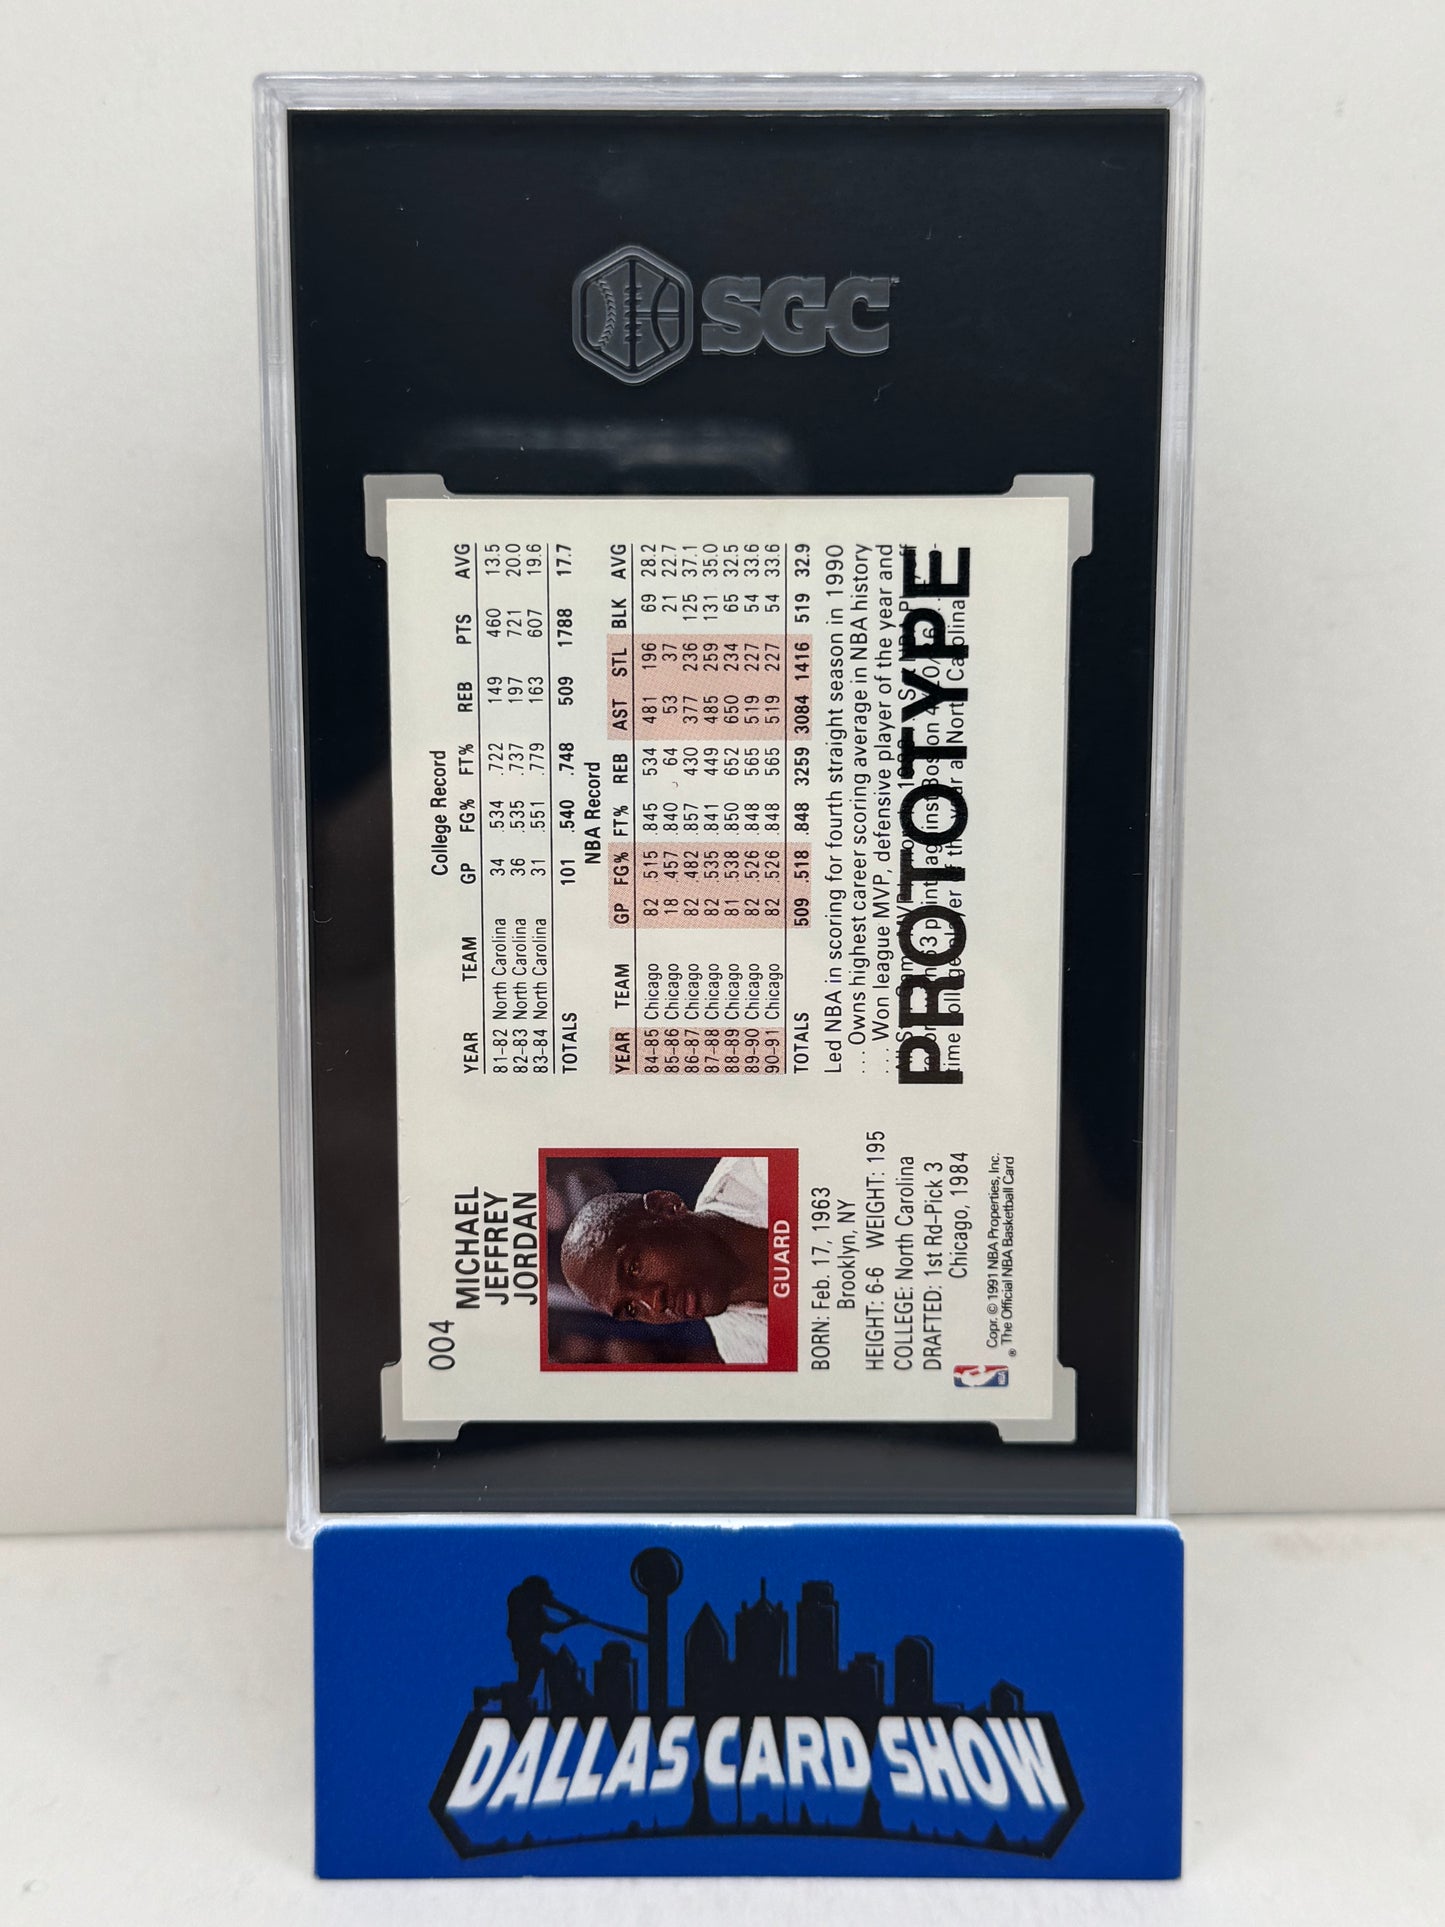 SGC
004
MICHAEL
JEFFREY
JORDAN
GUARD
BORN: Feb. 17, 1963
Brooklyn, NY
HEIGHT: 6-6 WEIGHT: 195
COLLEGE: North Carolina
DRAFTED: 1st Rd-Pick 3
Chicago, 1984
NBA
Copr. © 1991 NBA Properties, Inc.
® The Official NBA Basketball Card
College Record
YEAR TEAM GP FG% FT% REB PTS AVG
81-82 North Carolina 34 .534 .722 149 460 13.5
82-83 North Carolina 36 .535 .737 197 721 20.0
83-84 North Carolina 31 .551 .779 163 607 19.6
TOTALS 101 .540 .748 509 1788 17.7
NBA Record
YEAR TEAM GP FG% FT% REB AST STL BLK AVG
84-85 Chicago 82 .515 .845 534 481 196 69 28.2
85-86 Chicago 18 .457 .840 64 53 37 21 22.7
86-87 Chicago 82 .482 .857 430 377 236 125 37.1
87-88 Chicago 82 .535 .841 449 485 259 131 35.0
88-89 Chicago 81 .538 .850 652 650 234 65 32.5
89-90 Chicago 82 .526 .848 565 519 227 54 33.6
90-91 Chicago 82 .526 .848 565 519 227 54 33.6
TOTALS 509 .518 .848 3259 3084 1416 519 32.9
Led NBA in scoring for fourth straight season in 1990
. . . Owns highest career scoring average in NBA history
. . . Won league MVP, defensive player of the year and
PROTOTYPE
DALLAS CARD SHOW